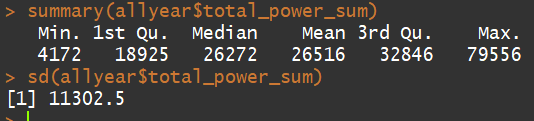 > summary(allyear$total_power_sum)
Min. 1st Qu. Median Mean 3rd Qu. Max.
4172 18925 26272 26516 32846 79556
> sd(allyear$total_power_sum)
[1] 11302.5
>